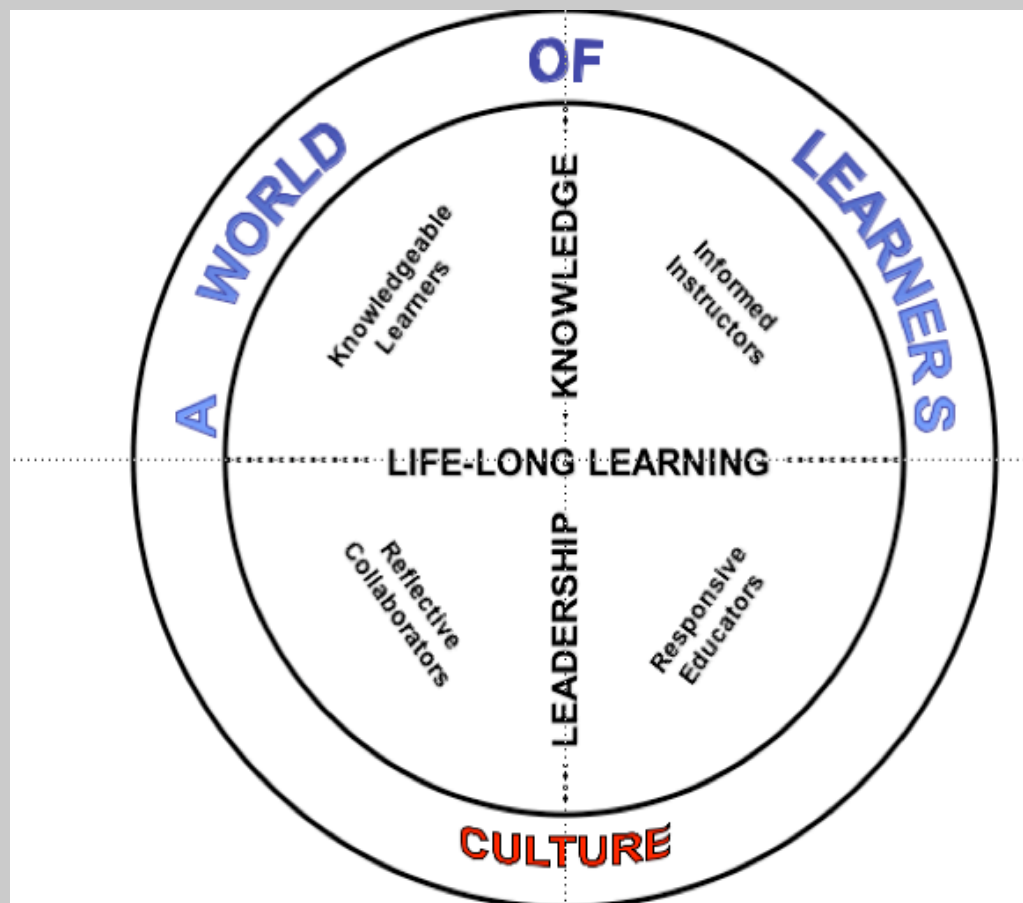 A WORLD OF LEARNERS
Knowledgeable
Learners
KNOWLEDGE
Informed
Instructors
LIFE-LONG LEARNING
Reflective
Collaborators
LEADERSHIP
Responsive
Educators
CULTURE